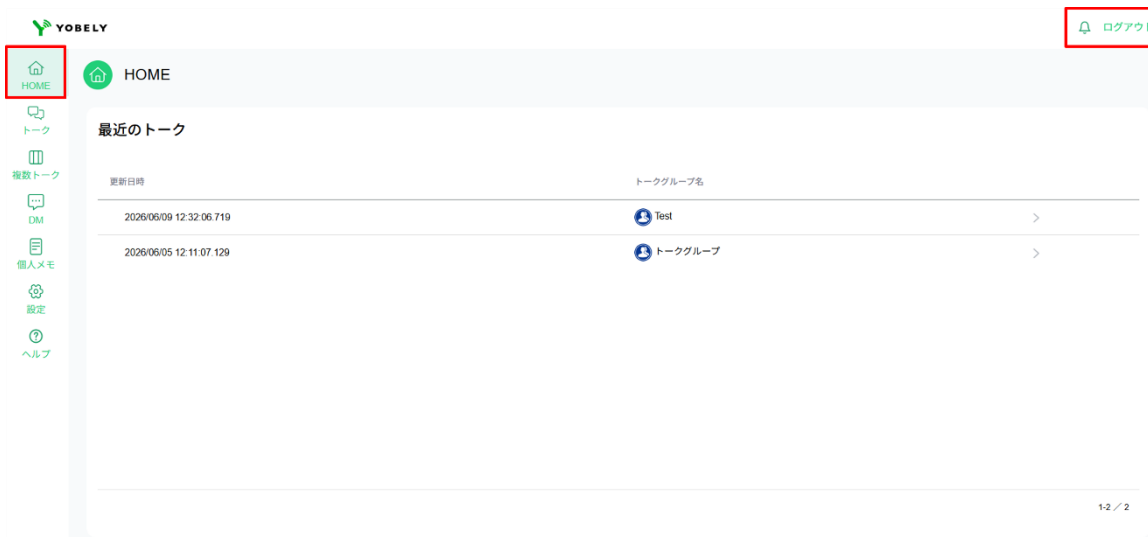 YOBELY
ログアウト
HOME
HOME
トーク
最近のトーク
複数トーク
更新日時
トークグループ名
DM
2026/06/09 12:32:06.719
Test
個人メモ
2026/06/05 12:11:07.129
トークグループ
設定
ヘルプ
1-2 ／ 2